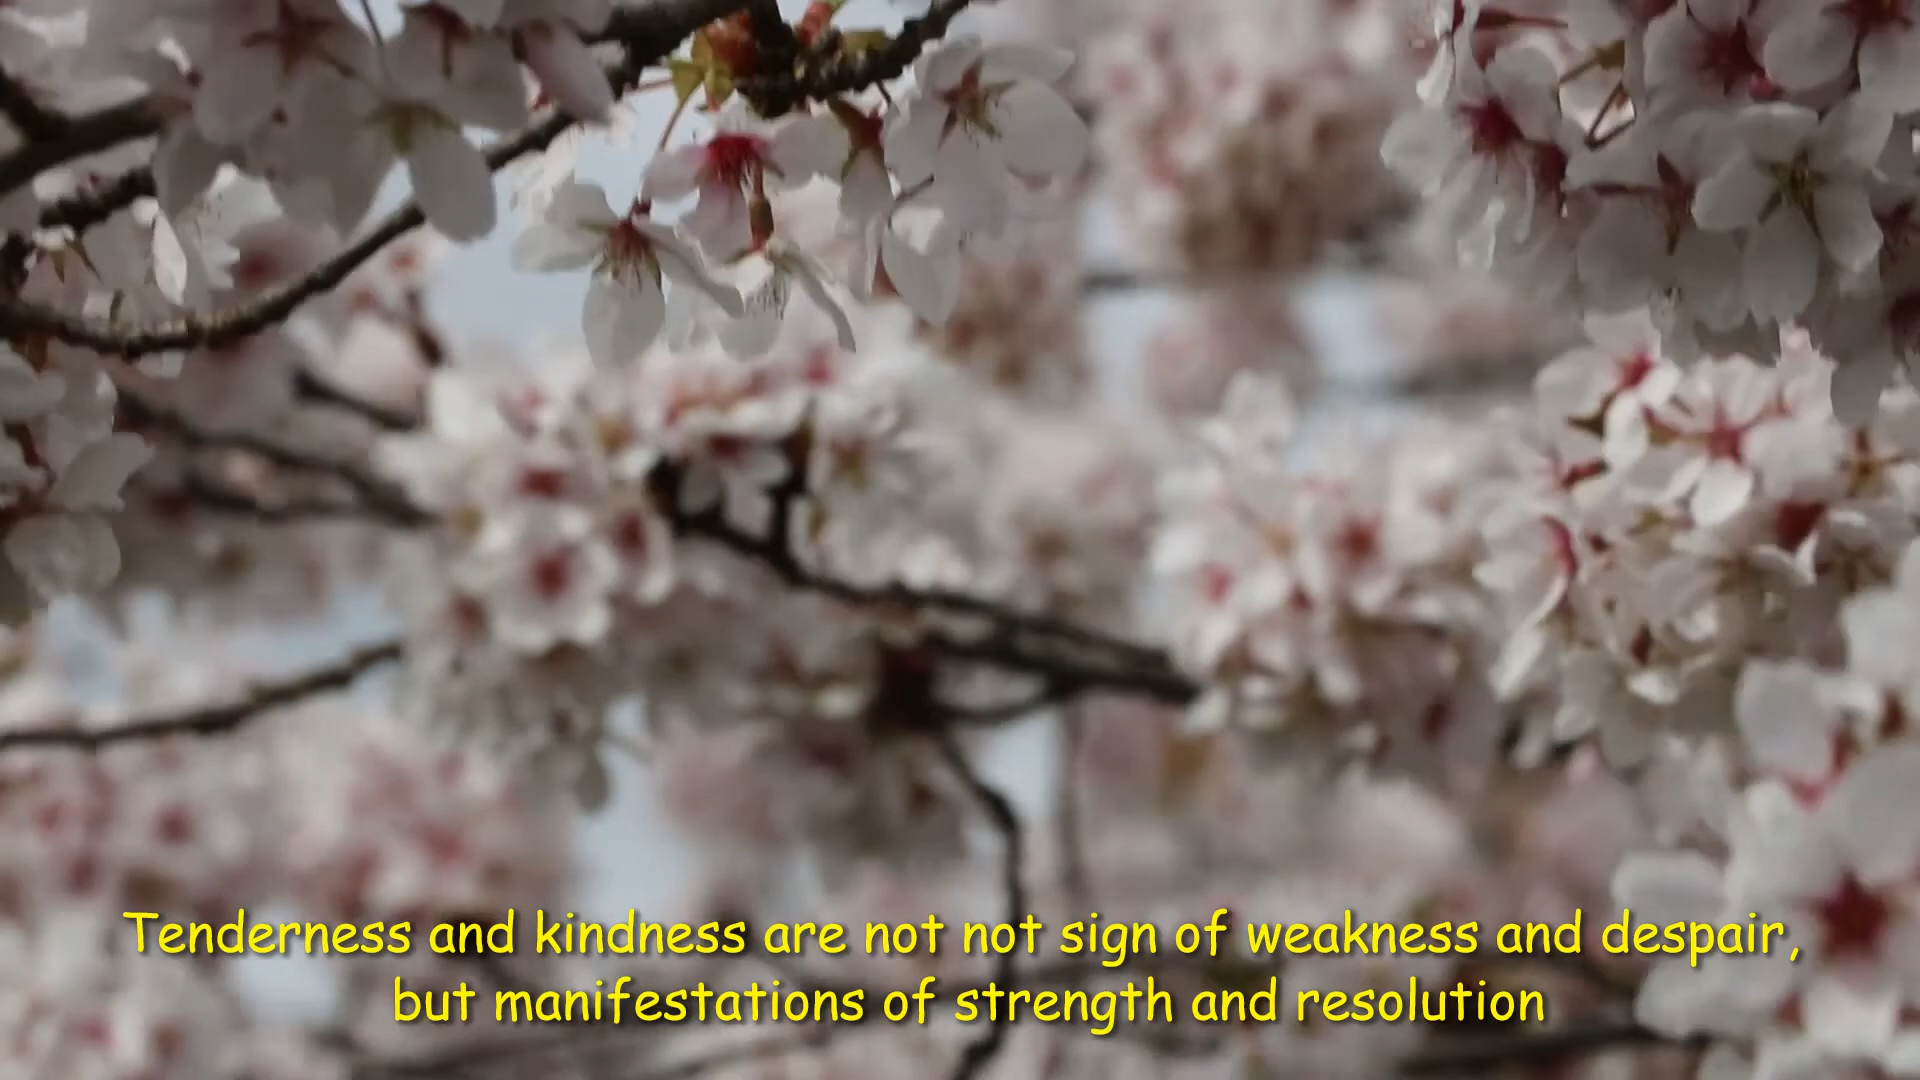 Tenderness and kindness are not not sign of weakness and despair,
but manifestations of strength and resolution